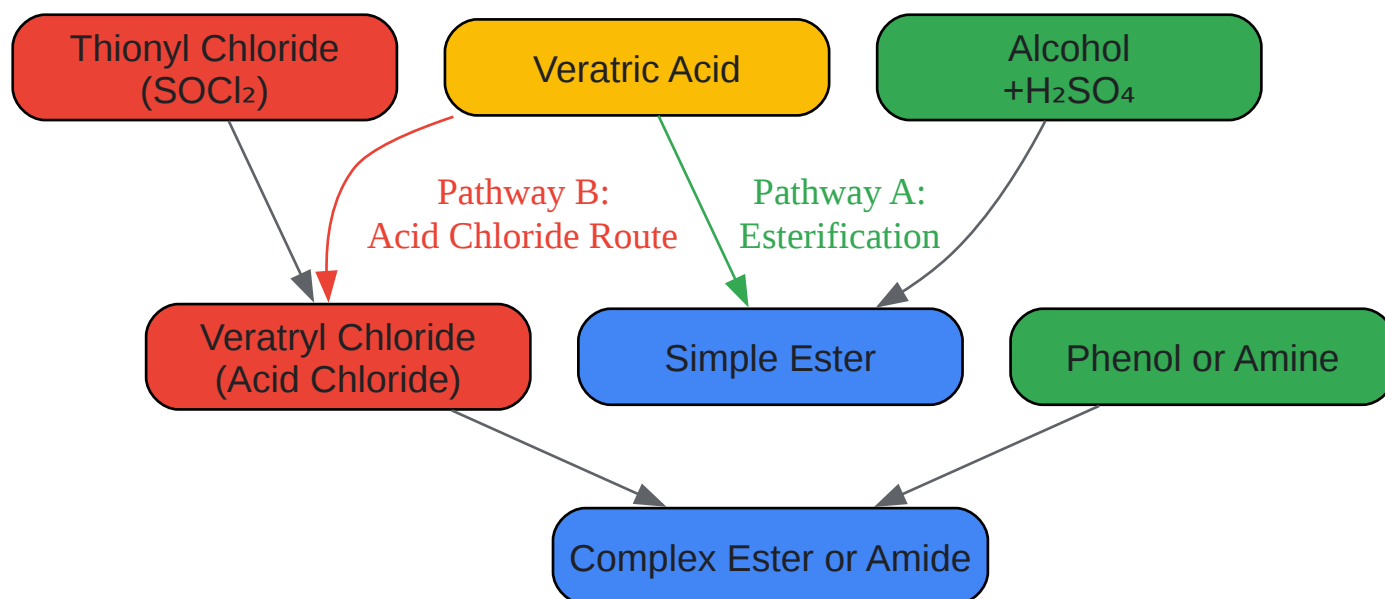 Thionyl Chloride
(SOCl₂)
Veratric Acid
Alcohol
+H₂SO₄
Pathway B:
Acid Chloride Route
Pathway A:
Esterification
Veratryl Chloride
(Acid Chloride)
Simple Ester
Phenol or Amine
Complex Ester or Amide